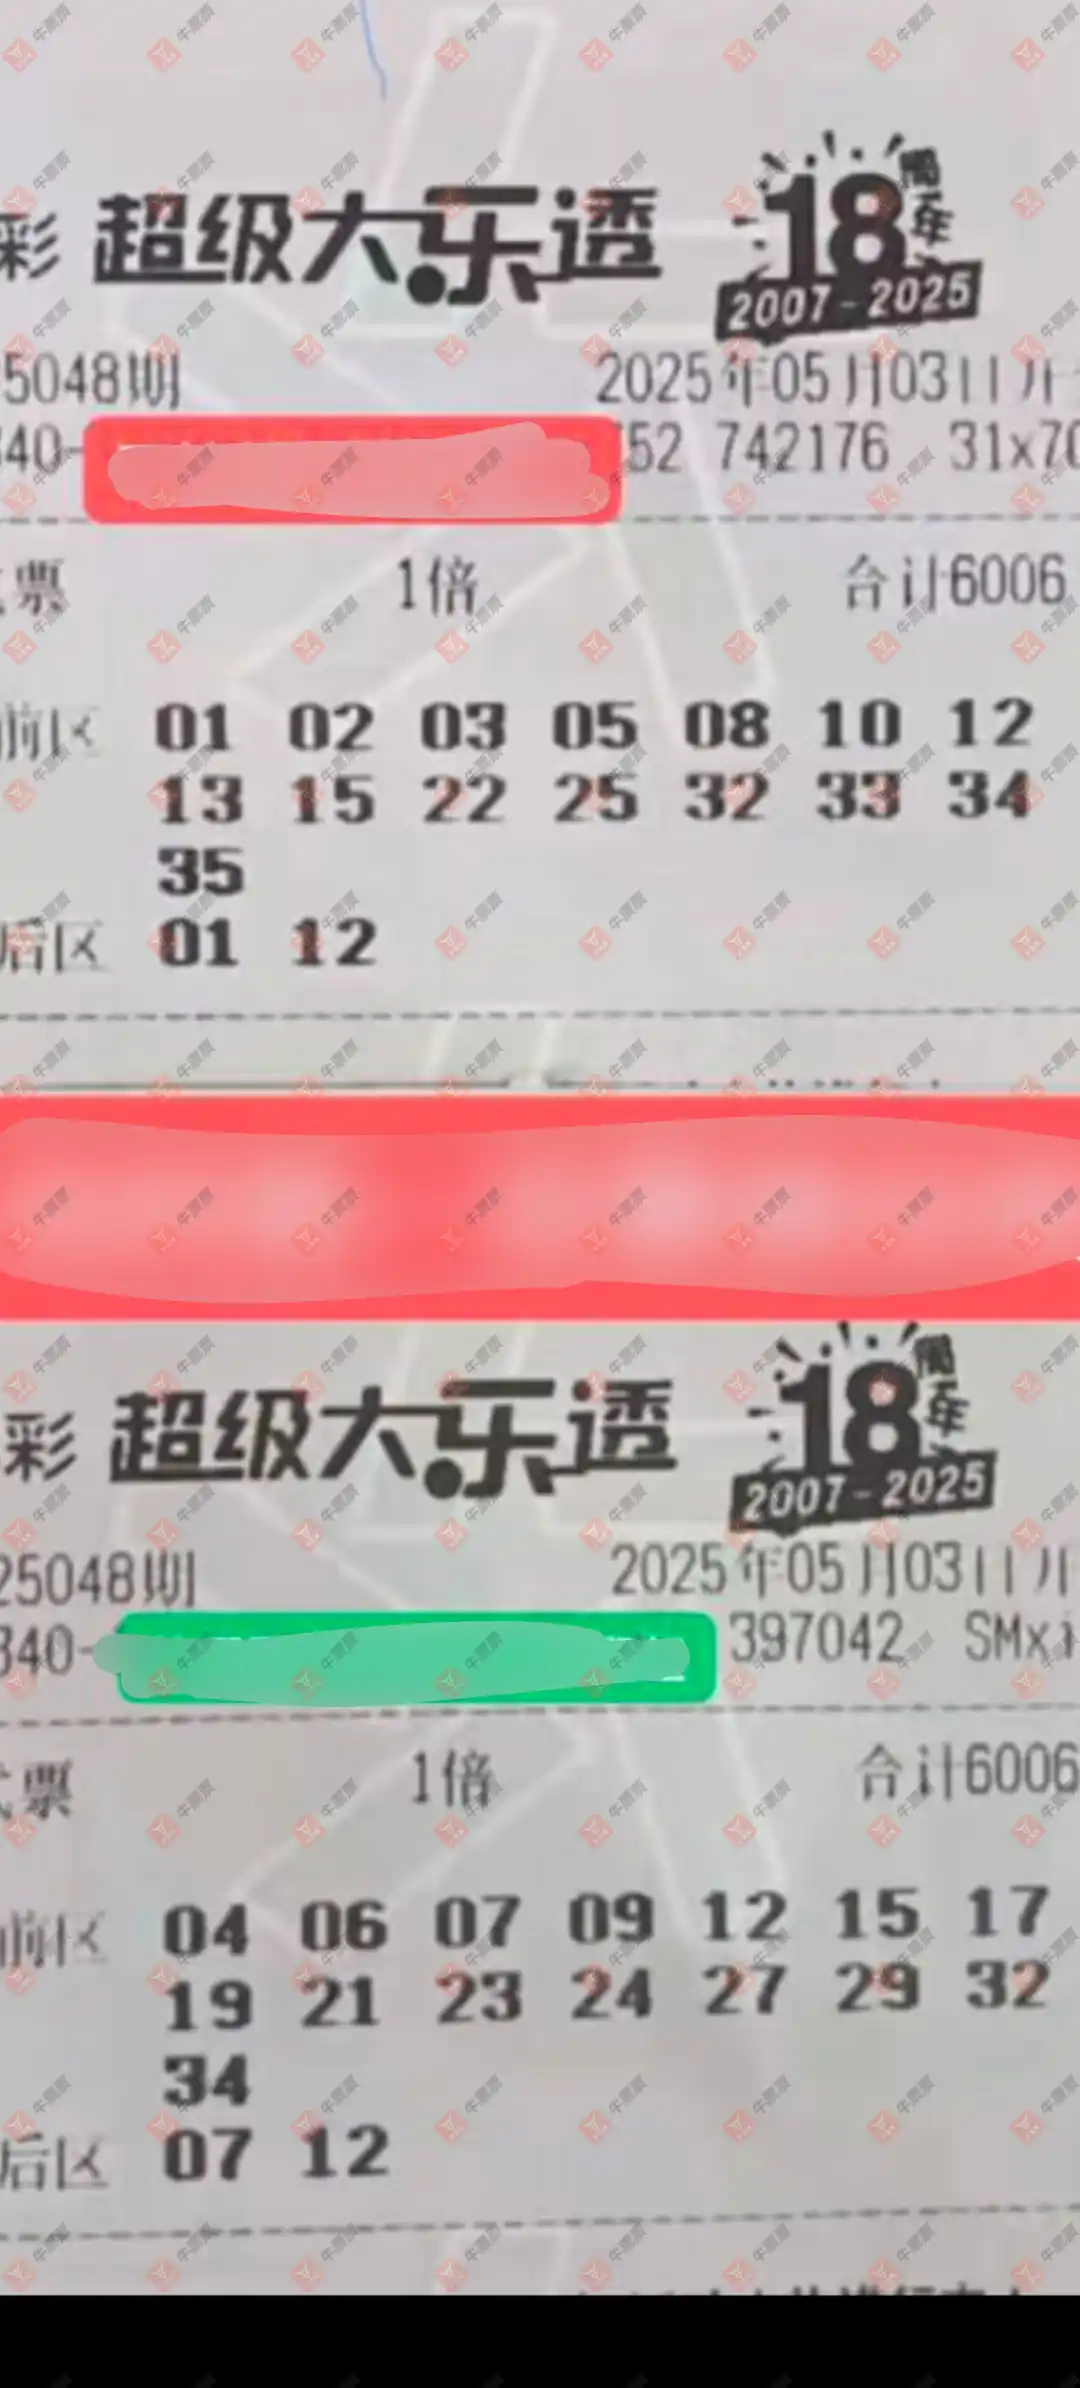 彩 超级大乐透 18周年
2007-2025
5048期 2025年05月03日开
340- 52 742176 31x70
票 1倍 合计6006
前区 01 02 03 05 08 10 12
13 15 22 25 32 33 34
35
后区 01 12
彩 超级大乐透 18周年
2007-2025
25048期 2025年05月03日开
340- 397042 SMxi
式票 1倍 合计6006
前区 04 06 07 09 12 15 17
19 21 23 24 27 29 32
34
后区 07 12
牛票票